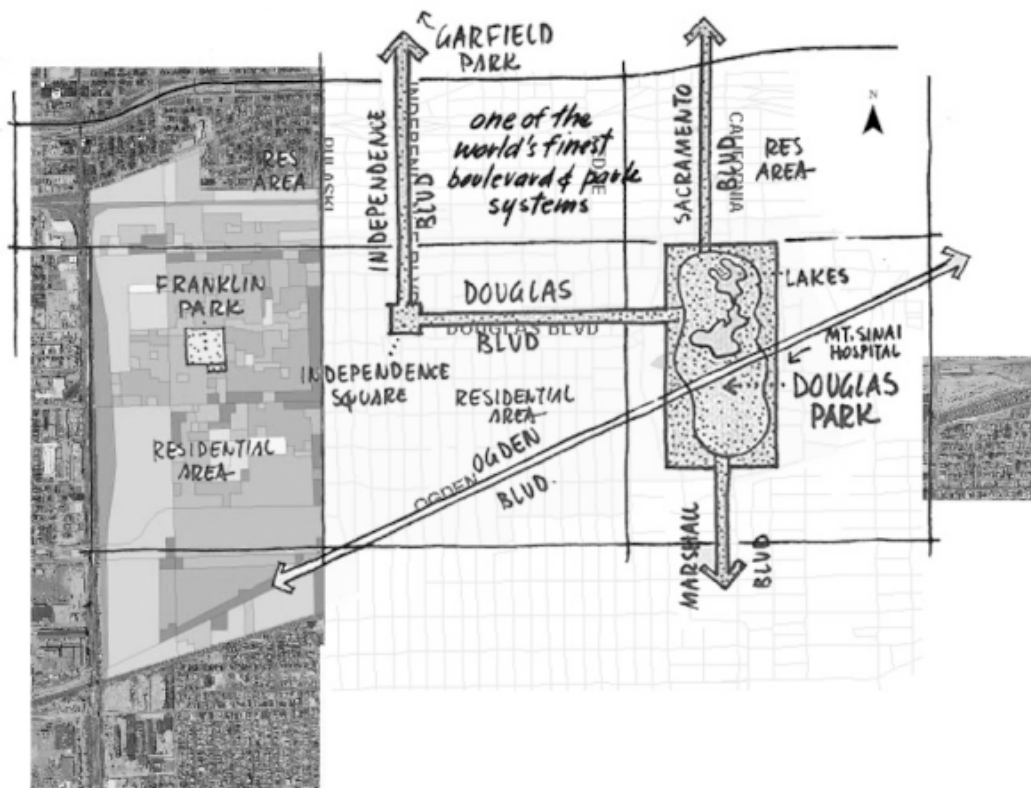 GARFIELD
PARK
N
one of the
world's finest
boulevard & park
systems
INDEPENDENCE
BLVD
SACRAMENTO
BLVD
CALIFORNIA
RES
AREA
RES
AREA
PULASKI
FRANKLIN
PARK
DOUGLAS
DOUGLAS BLVD
BLVD
LAKES
MT. SINAI
HOSPITAL
INDEPENDENCE
SQUARE
RESIDENTIAL
AREA
DOUGLAS
PARK
RESIDENTIAL
AREA
OGDEN
OGDEN
BLVD.
MARSHALL
BLVD